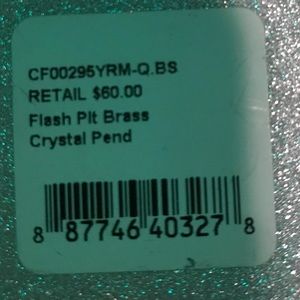 CF00295YRM-Q.BS
RETAIL $60.00
Flash Plt Brass
Crystal Pend
8 87746 40327 8